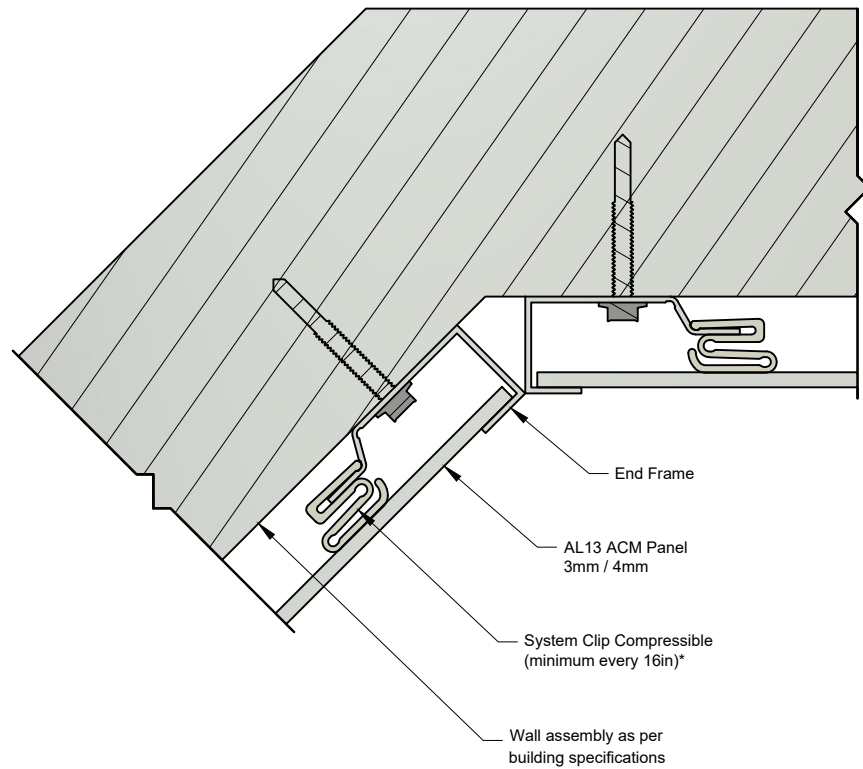 End Frame
AL13 ACM Panel
3mm / 4mm
System Clip Compressible
(minimum every 16in)*
Wall assembly as per
building specifications